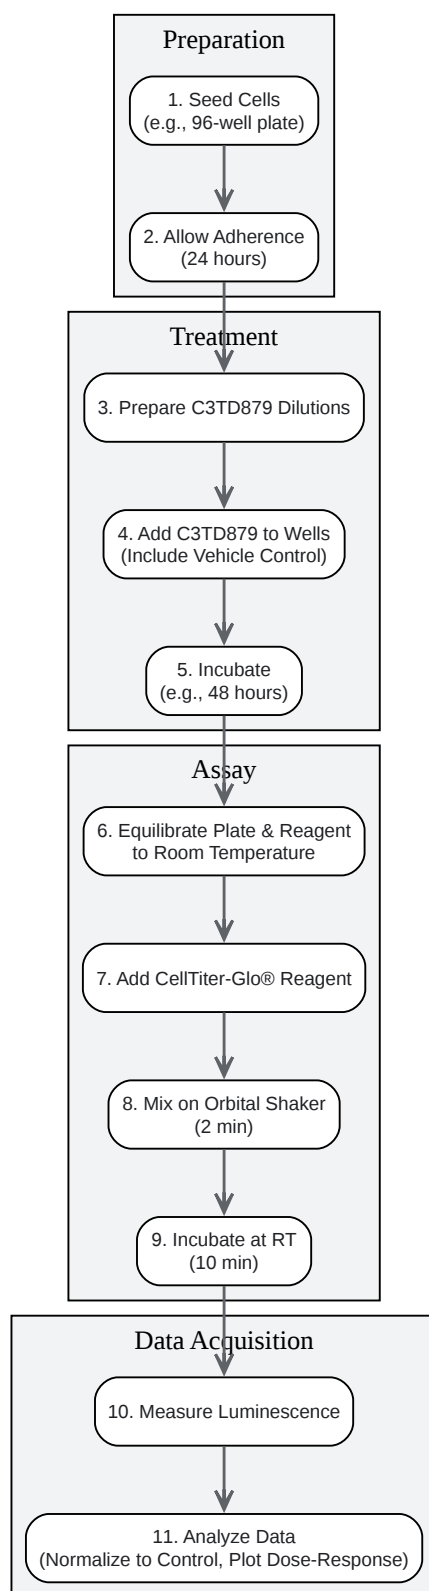 Preparation
1. Seed Cells
(e.g., 96-well plate)
2. Allow Adherence
(24 hours)
Treatment
3. Prepare C3TD879 Dilutions
4. Add C3TD879 to Wells
(Include Vehicle Control)
5. Incubate
(e.g., 48 hours)
Assay
6. Equilibrate Plate & Reagent
to Room Temperature
7. Add CellTiter-Glo® Reagent
8. Mix on Orbital Shaker
(2 min)
9. Incubate at RT
(10 min)
Data Acquisition
10. Measure Luminescence
11. Analyze Data
(Normalize to Control, Plot Dose-Response)